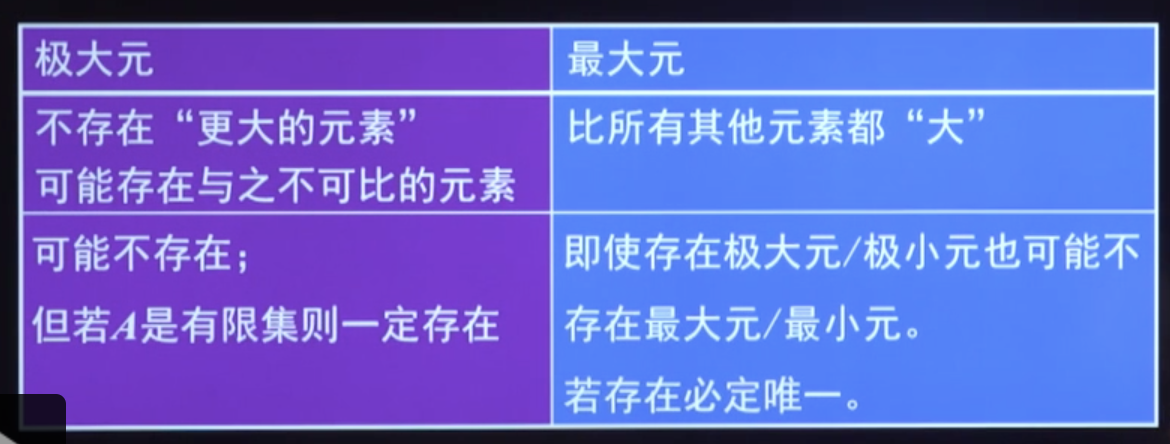 极大元
最大元
不存在“更大的元素”
可能存在与之不可比的元素
比所有其他元素都“大”
可能不存在；
但若A是有限集则一定存在
即使存在极大元/极小元也可能不
存在最大元/最小元。
若存在必定唯一。